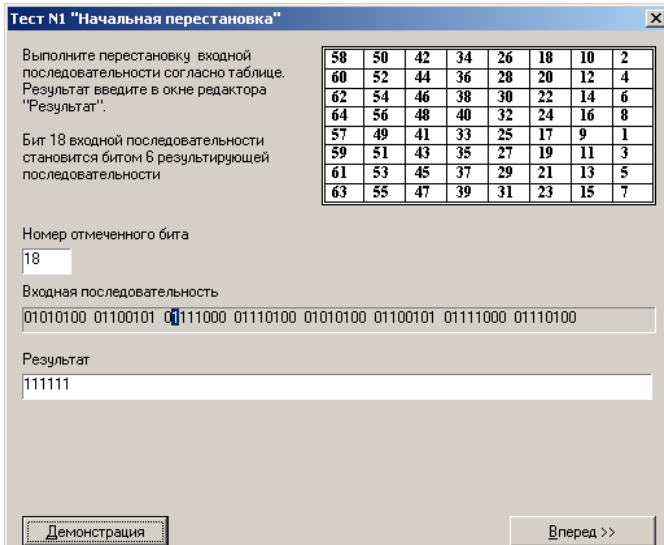 Тест N1 "Начальная перестановка"
Выполните перестановку входной
последовательности согласно таблице.
Результат введите в окне редактора
"Результат".
Бит 18 входной последовательности
становится битом 6 результирующей
последовательности
58 50 42 34 26 18 10 2
60 52 44 36 28 20 12 4
62 54 46 38 30 22 14 6
64 56 48 40 32 24 16 8
57 49 41 33 25 17 9 1
59 51 43 35 27 19 11 3
61 53 45 37 29 21 13 5
63 55 47 39 31 23 15 7
Номер отмеченного бита
18
Входная последовательность
01010100 01100101 01111000 01110100 01010100 01100101 01111000 01110100
Результат
111111
Демонстрация
Вперед >>